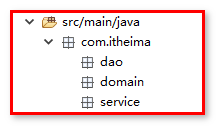 src/main/java
com.itheima
dao
domain
service